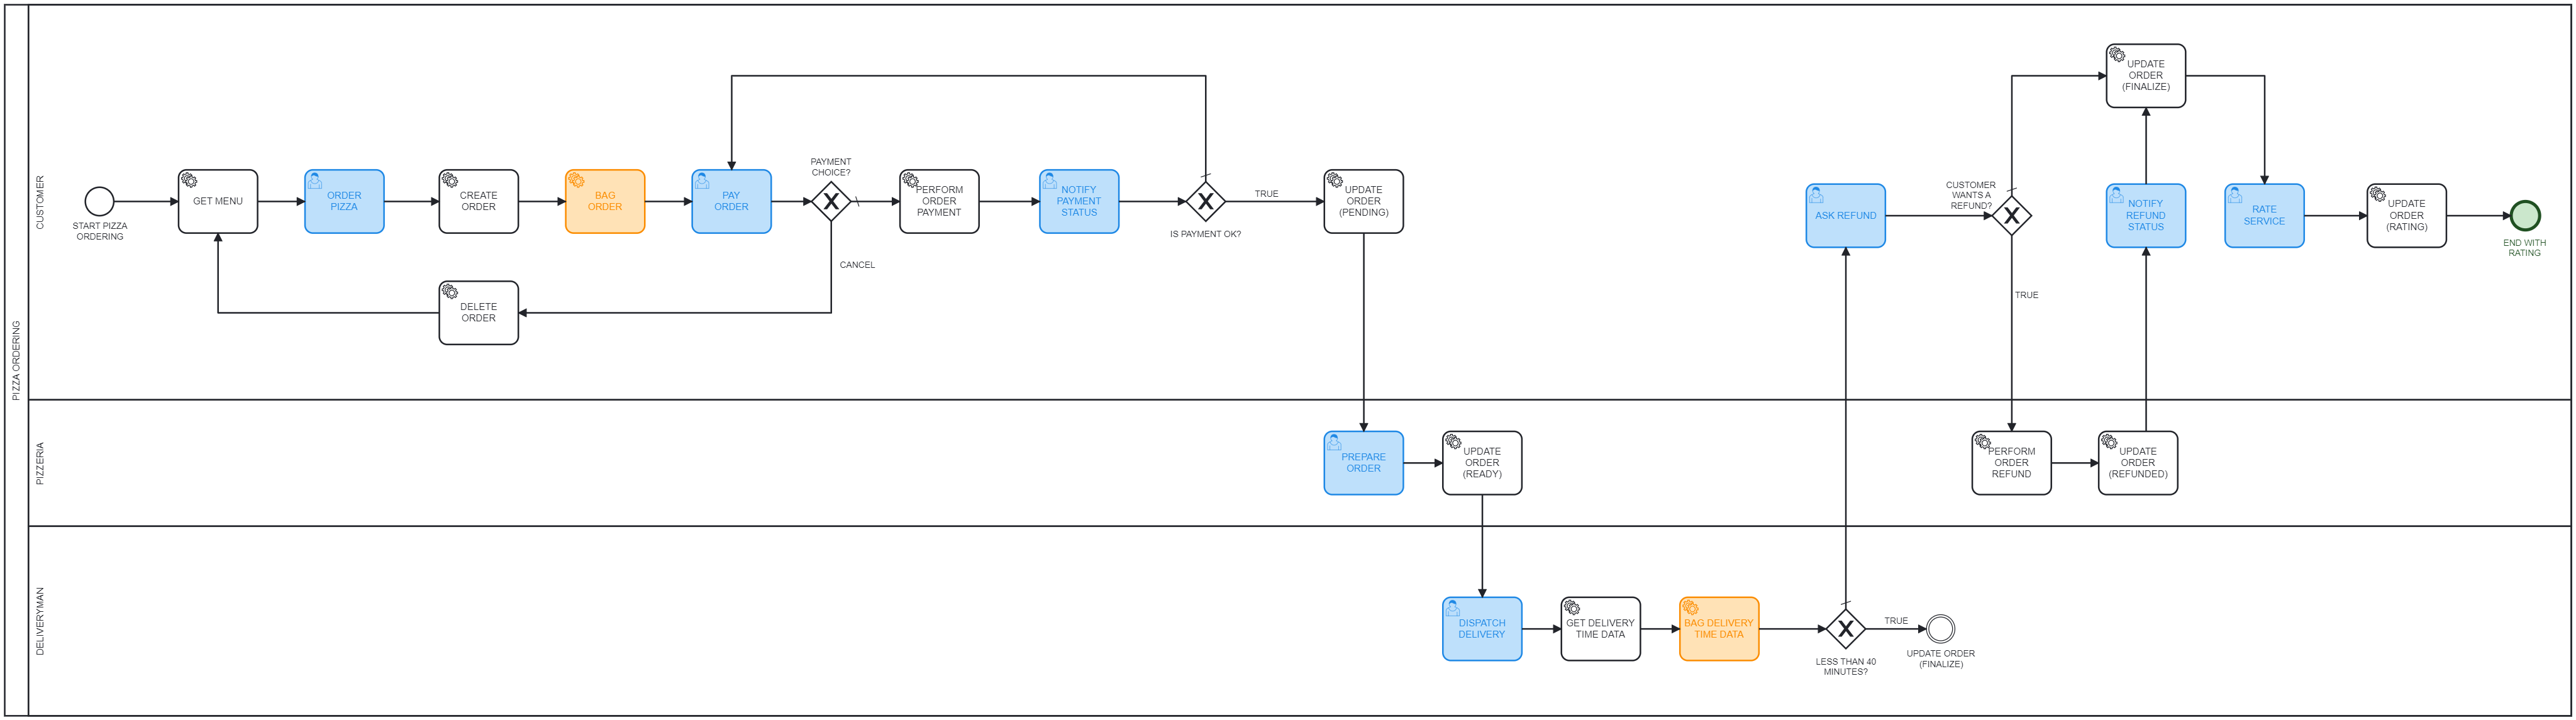 PIZZA ORDERING
CUSTOMER
START PIZZA
ORDERING
GET MENU
ORDER
PIZZA
CREATE
ORDER
BAG
ORDER
PAY
ORDER
PAYMENT
CHOICE?
CANCEL
DELETE
ORDER
PERFORM
ORDER
PAYMENT
NOTIFY
PAYMENT
STATUS
IS PAYMENT OK?
TRUE
UPDATE
ORDER
(PENDING)
ASK REFUND
CUSTOMER
WANTS A
REFUND?
TRUE
UPDATE
ORDER
(FINALIZE)
NOTIFY
REFUND
STATUS
RATE
SERVICE
UPDATE
ORDER
(RATING)
END WITH
RATING
PIZZERIA
PREPARE
ORDER
UPDATE
ORDER
(READY)
PERFORM
ORDER
REFUND
UPDATE
ORDER
(REFUNDED)
DELIVERYMAN
DISPATCH
DELIVERY
GET DELIVERY
TIME DATA
BAG DELIVERY
TIME DATA
LESS THAN 40
MINUTES?
TRUE
UPDATE ORDER
(FINALIZE)